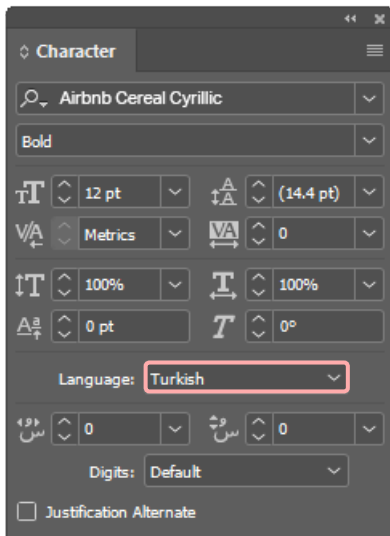 Character
Airbnb Cereal Cyrillic
Bold
12 pt (14.4 pt)
Metrics 0
100% 100%
0 pt 0°
Language: Turkish
0 0
Digits: Default
Justification Alternate